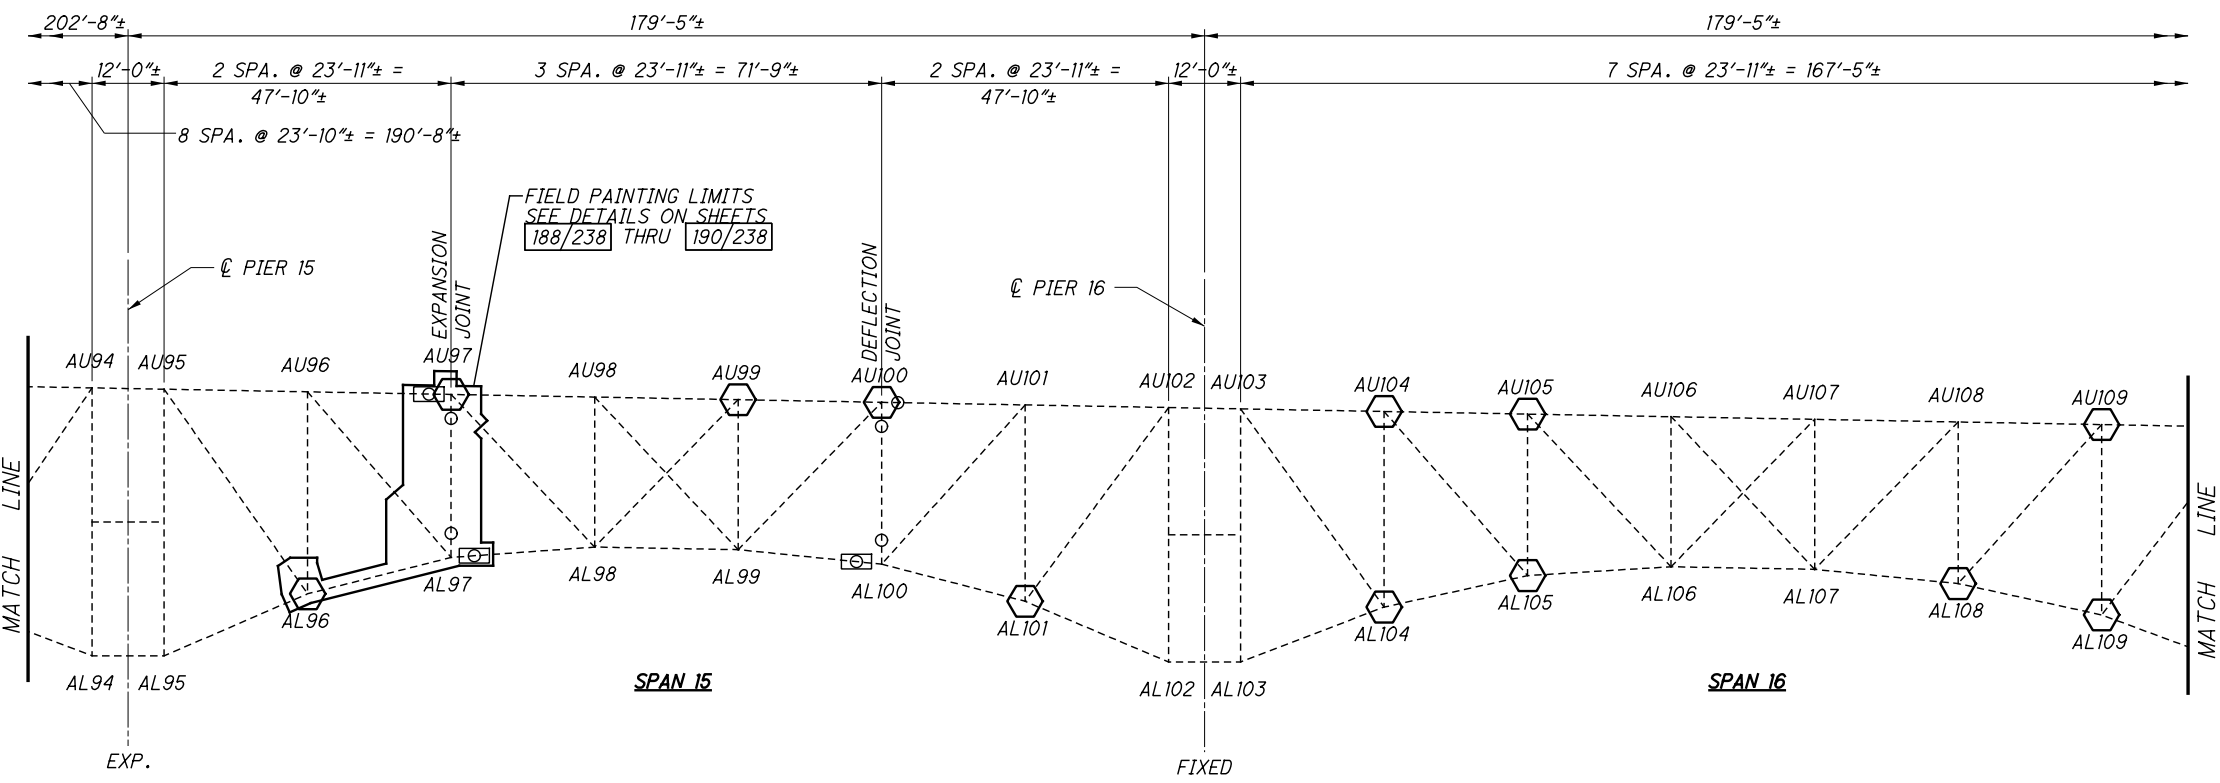 202'-8"± 179'-5"± 179'-5"±
12'-0"± 2 SPA. @ 23'-11"± = 3 SPA. @ 23'-11"± = 71'-9"± 2 SPA. @ 23'-11"± = 12'-0"± 7 SPA. @ 23'-11"± = 167'-5"±
47'-10"± 47'-10"±
8 SPA. @ 23'-10"± = 190'-8"±
FIELD PAINTING LIMITS
SEE DETAILS ON SHEETS
188/238 THRU 190/238
℄ PIER 15
EXPANSION
JOINT
DEFLECTION
JOINT
℄ PIER 16
AU94 AU95 AU96 AU97 AU98 AU99 AU100 AU101 AU102 AU103 AU104 AU105 AU106 AU107 AU108 AU109
MATCH LINE
MATCH LINE
AL96 AL97 AL98 AL99 AL100 AL101 AL104 AL105 AL106 AL107 AL108 AL109
AL94 AL95 AL102 AL103
SPAN 15 SPAN 16
EXP.
FIXED